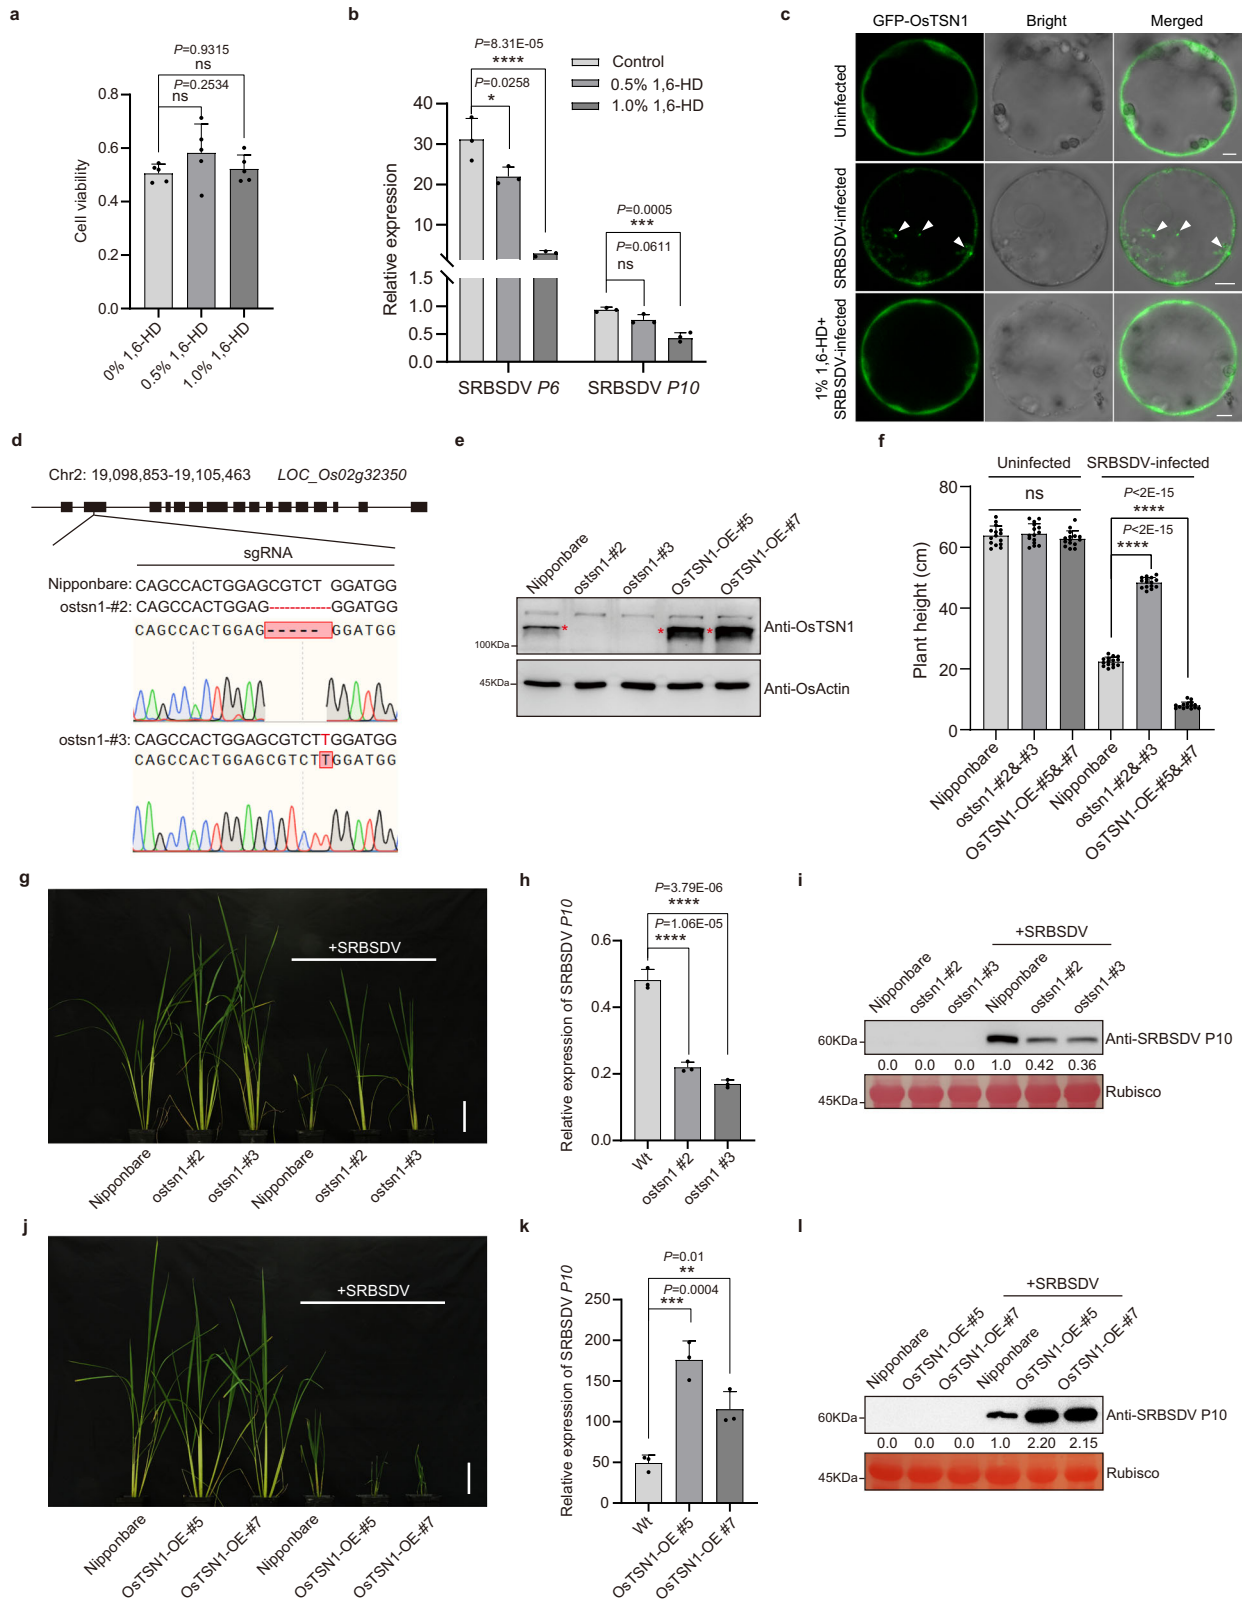 a
P=0.9315
ns
P=0.2534
ns
Cell viability
0.8
0.6
0.4
0.2
0.0
0% 1,6-HD
0.5% 1,6-HD
1.0% 1,6-HD
b
P=8.31E-05
****
P=0.0258
*
Control
0.5% 1,6-HD
1.0% 1,6-HD
Relative expression
40
30
20
10
1.5
1.0
0.5
0.0
P=0.0005
***
P=0.0611
ns
SRBSDV P6
SRBSDV P10
c
GFP-OsTSN1
Bright
Merged
Uninfected
SRBSDV-infected
1% 1,6-HD+
SRBSDV-infected
d
Chr2: 19,098,853-19,105,463
LOC_Os02g32350
sgRNA
Nipponbare: CAGCCACTGGAGCGTCT GGATGG
ostsn1-#2: CAGCCACTGGAG-----------GGATGG
CAGCCACTGGAG-----GGATGG
ostsn1-#3: CAGCCACTGGAGCGTCTTGGATGG
CAGCCACTGGAGCGTCTTGGATGG
e
Nipponbare
ostsn1-#2
ostsn1-#3
OsTSN1-OE-#5
OsTSN1-OE-#7
100KDa
* * *
Anti-OsTSN1
45KDa
Anti-OsActin
f
Uninfected
SRBSDV-infected
ns
P<2E-15
****
P<2E-15
****
Plant height (cm)
80
60
40
20
0
Nipponbare
ostsn1-#2&-#3
OsTSN1-OE-#5&-#7
Nipponbare
ostsn1-#2&-#3
OsTSN1-OE-#5&-#7
g
+SRBSDV
Nipponbare
ostsn1-#2
ostsn1-#3
Nipponbare
ostsn1-#2
ostsn1-#3
h
P=3.79E-06
****
P=1.06E-05
****
Relative expression of SRBSDV P10
0.6
0.4
0.2
0.0
Wt
ostsn1 #2
ostsn1 #3
i
+SRBSDV
Nipponbare
ostsn1-#2
ostsn1-#3
Nipponbare
ostsn1-#2
ostsn1-#3
60KDa
Anti-SRBSDV P10
0.0 0.0 0.0 1.0 0.42 0.36
45KDa
Rubisco
j
+SRBSDV
Nipponbare
OsTSN1-OE-#5
OsTSN1-OE-#7
Nipponbare
OsTSN1-OE-#5
OsTSN1-OE-#7
k
P=0.01
**
P=0.0004
***
Relative expression of SRBSDV P10
250
200
150
100
50
0
Wt
OsTSN1-OE #5
OsTSN1-OE #7
l
+SRBSDV
Nipponbare
OsTSN1-OE-#5
OsTSN1-OE-#7
Nipponbare
OsTSN1-OE-#5
OsTSN1-OE-#7
60KDa
Anti-SRBSDV P10
0.0 0.0 0.0 1.0 2.20 2.15
45KDa
Rubisco